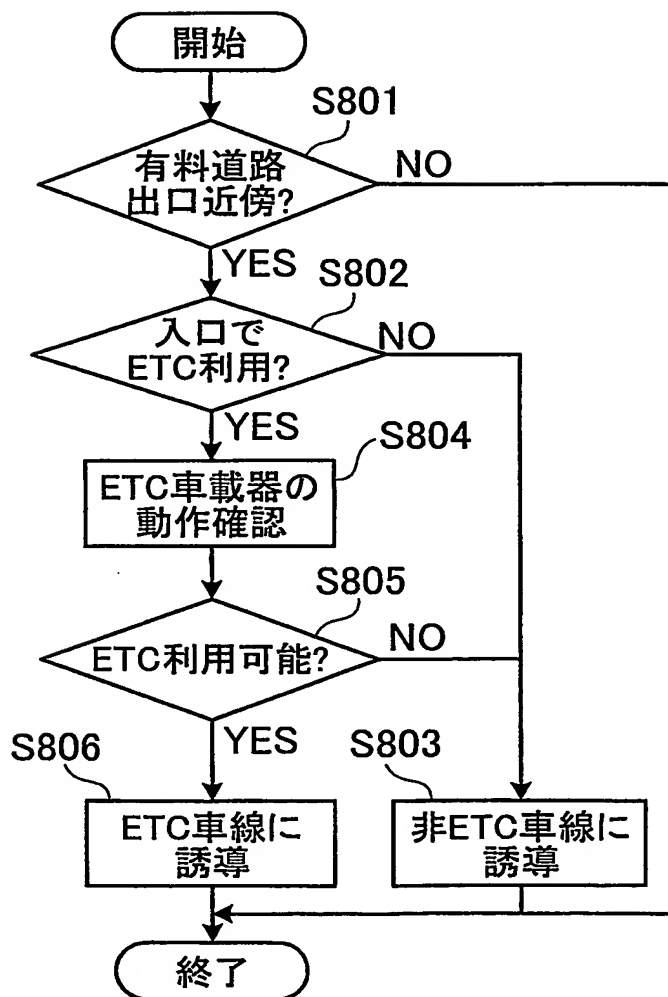 開始
S801
有料道路
出口近傍?
NO
YES
S802
入口で
ETC利用?
NO
YES
S804
ETC車載器の
動作確認
S805
ETC利用可能?
NO
YES
S806
S803
ETC車線に
誘導
非ETC車線に
誘導
終了